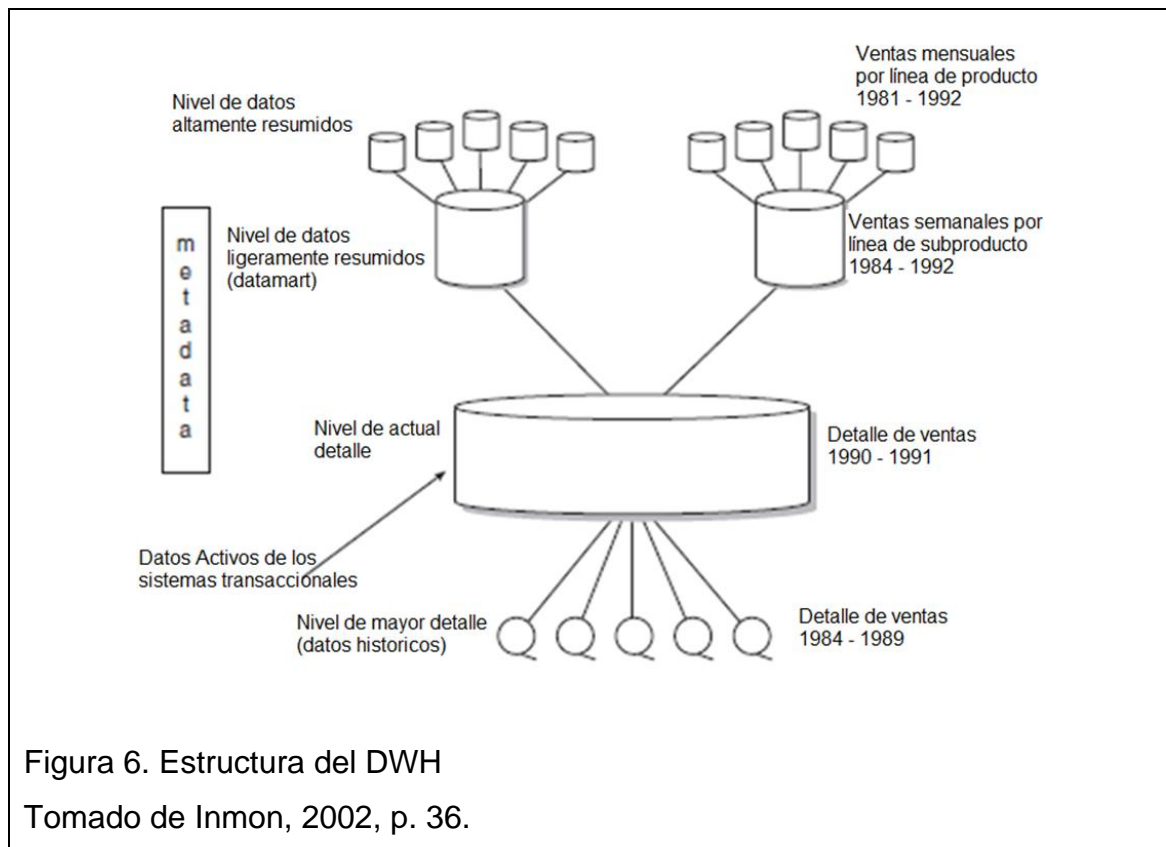 Ventas mensuales
por línea de producto
1981 - 1992
Nivel de datos
altamente resumidos
metadata
Nivel de datos
ligeramente resumidos
(datamart)
Ventas semanales por
línea de subproducto
1984 - 1992
Nivel de actual
detalle
Detalle de ventas
1990 - 1991
Datos Activos de los
sistemas transaccionales
Nivel de mayor detalle
(datos historicos)
Detalle de ventas
1984 - 1989
Figura 6. Estructura del DWH
Tomado de Inmon, 2002, p. 36.